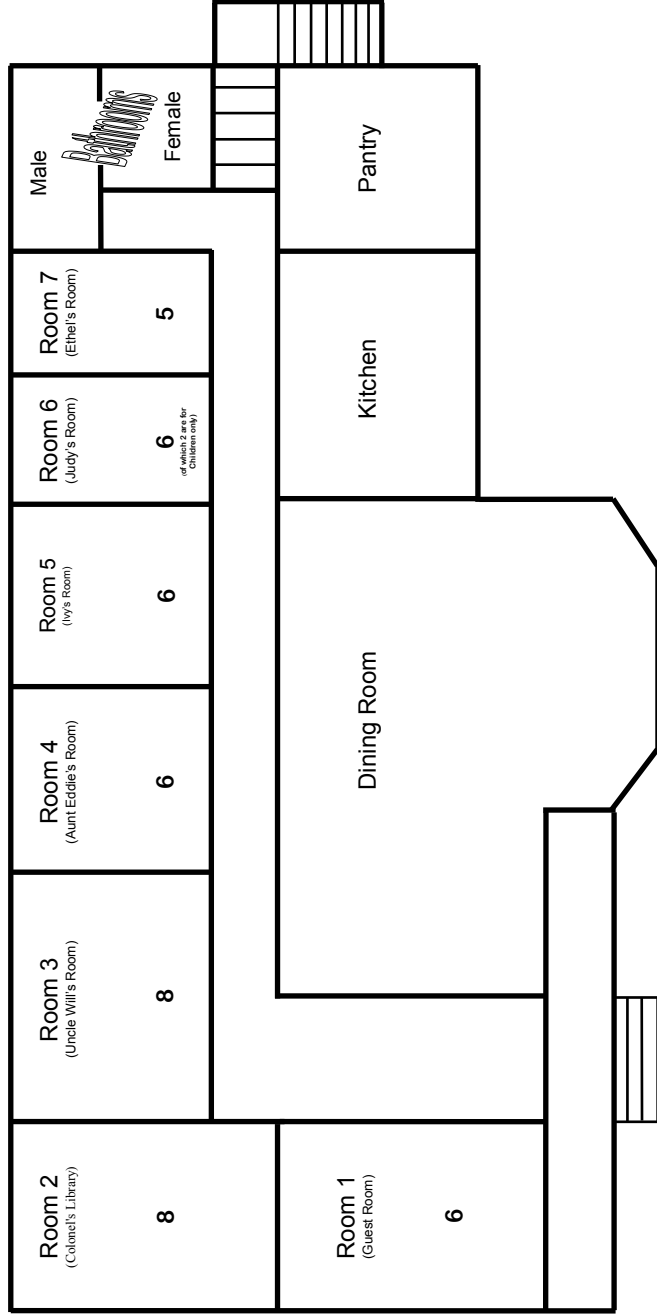 Room 2
(Colonel's Library)
8
Room 1
(Guest Room)
6
Room 3
(Uncle Will's Room)
8
Room 4
(Aunt Eddie's Room)
6
Room 5
(Ivy's Room)
6
Room 6
(Judy's Room)
6
(of which 2 are for
Children only)
Room 7
(Ethel's Room)
5
Male
Bathrooms
Female
Dining Room
Kitchen
Pantry